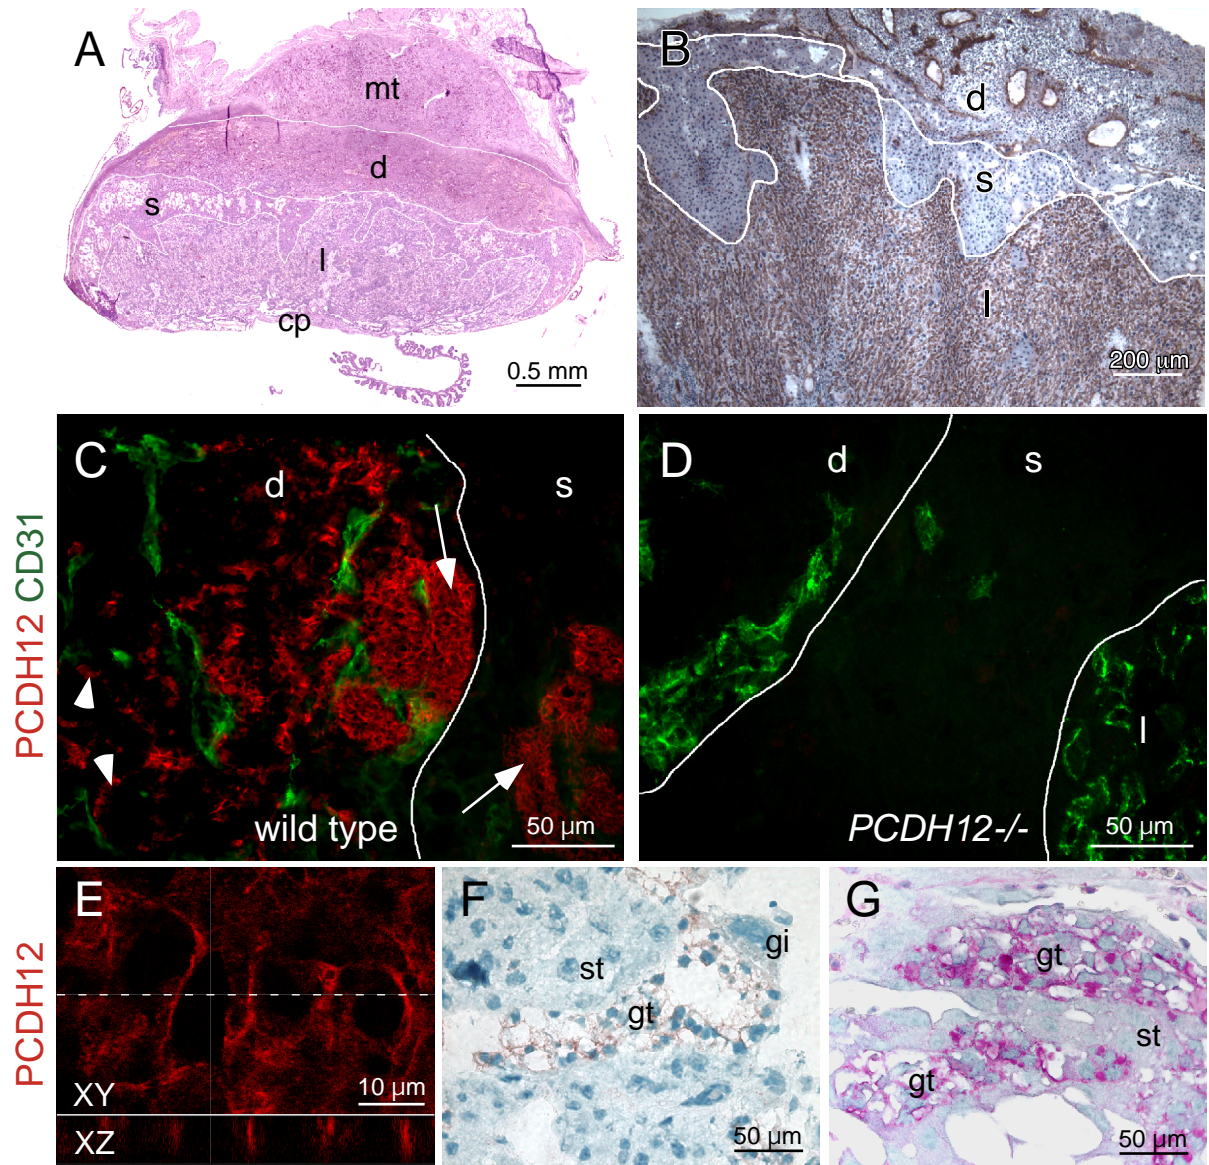 A
mt
d
s
l
cp
0.5 mm
B
d
s
l
200 µm
PCDH12 CD31
C
d
s
wild type
50 µm
D
d
s
l
PCDH12-/-
50 µm
PCDH12
E
XY
10 µm
XZ
F
gi
st
gt
50 µm
G
gt
st
gt
50 µm